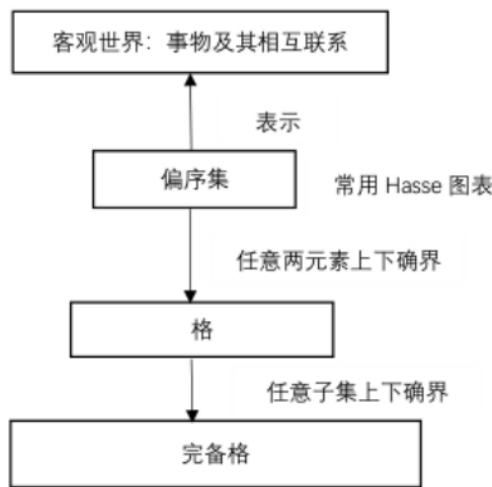 客观世界：事物及其相互联系
表示
偏序集
常用 Hasse 图表
任意两元素上下确界
格
任意子集上下确界
完备格